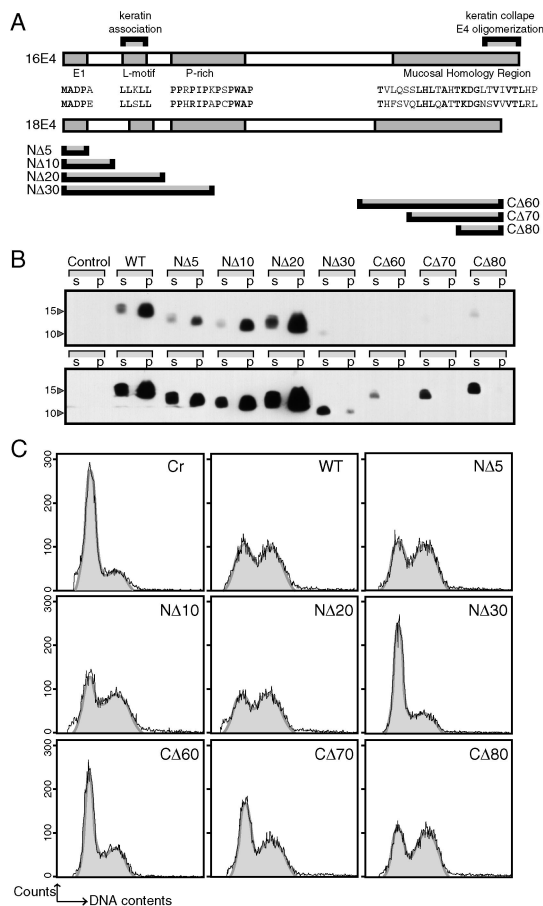 A
keratin association
keratin collape E4 oligomerization
16E4
E1 L-motif P-rich Mucosal Homology Region
MADPA LLKLL PPRPIPKPSPWAP TVLQSSLHLTAHTKDGLTVIVTLHP
MADPE LLSLL PPRPIPAPCPWAP THFSVQLHLQATTKDGNSVVVTLRL
18E4
NΔ5
NΔ10
NΔ20
NΔ30
CΔ60
CΔ70
CΔ80
B
Control WT NΔ5 NΔ10 NΔ20 NΔ30 CΔ60 CΔ70 CΔ80
s p s p s p s p s p s p s p s p s p
15
10
s p s p s p s p s p s p s p s p s p
15
10
C
Cr WT NΔ5
300
200
100
0
NΔ10 NΔ20 NΔ30
300
200
100
0
CΔ60 CΔ70 CΔ80
300
200
100
0
Counts
DNA contents